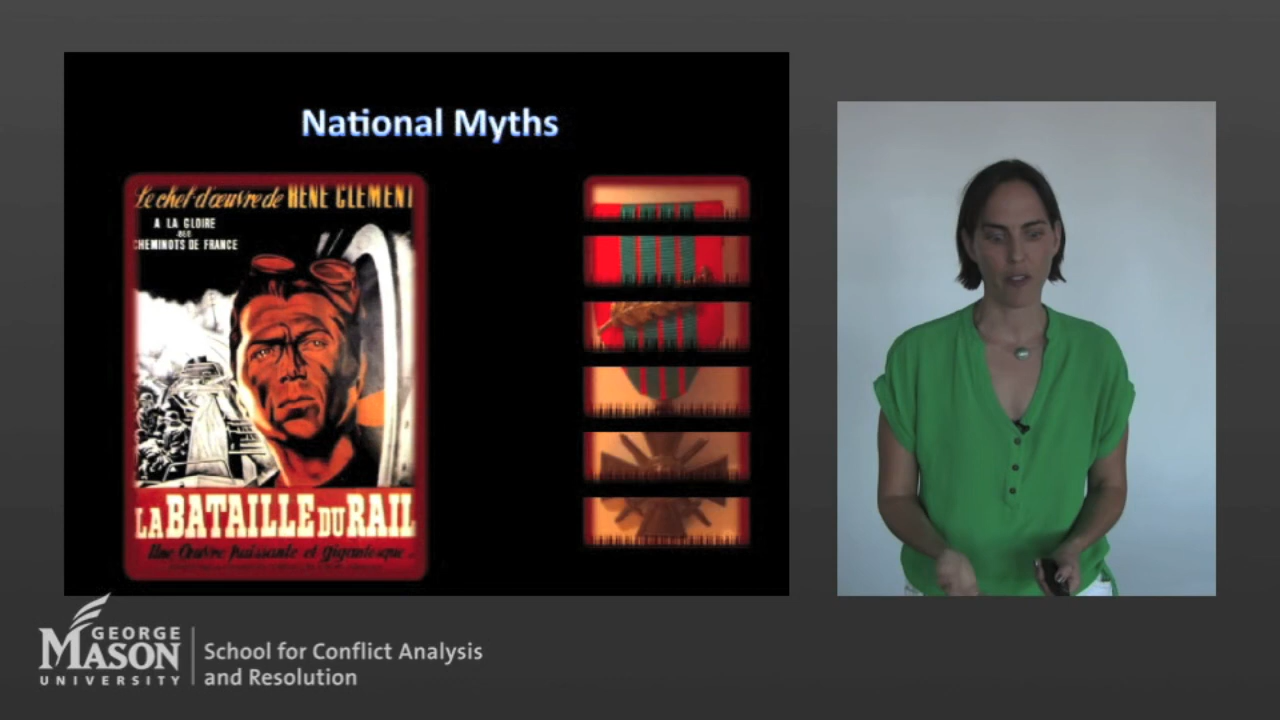 National Myths
Le chef-d'œuvre de RENE CLEMENT
A LA GLOIRE
DES
CHEMINOTS DE FRANCE
LA BATAILLE DU RAIL
Une Œuvre puissante et gigantesque...
GEORGE
MASON
UNIVERSITY
School for Conflict Analysis
and Resolution